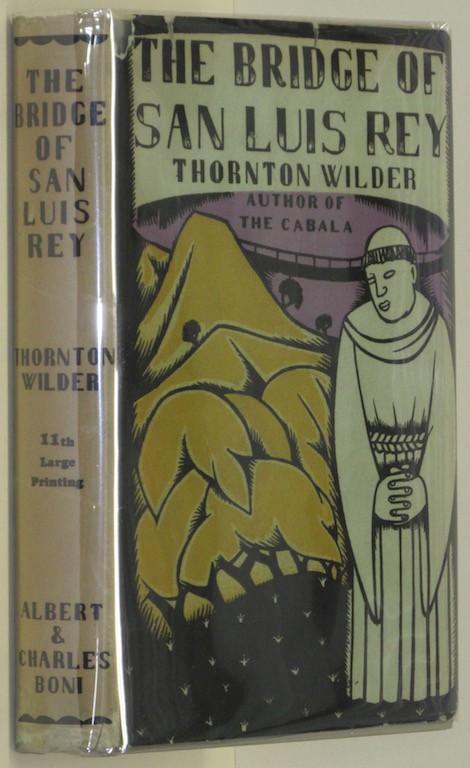 THE
BRIDGE
OF
SAN
LUIS
REY
THORNTON
WILDER
11th
Large
Printing
ALBERT
&
CHARLES
BONI
THE BRIDGE OF
SAN LUIS REY
THORNTON WILDER
AUTHOR OF
THE CABALA